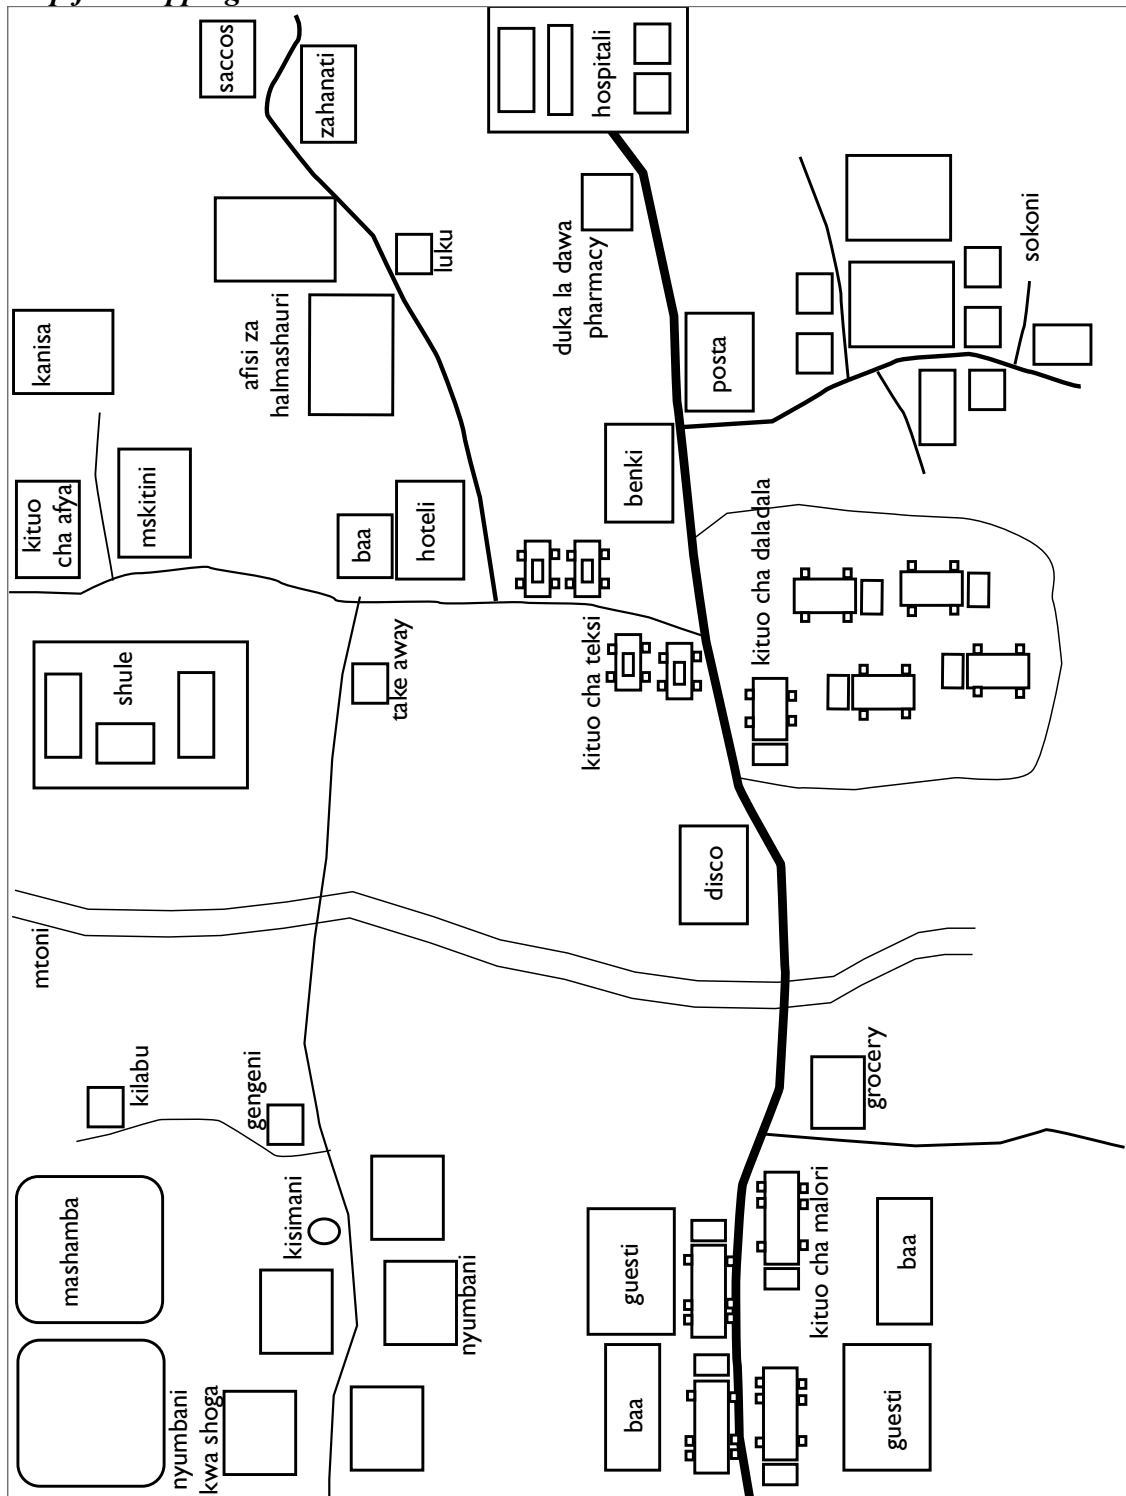 mtoni
kituo
cha afya
kanisa
mashamba
shule
kilabu
mskitini
nyumbani
kwa shoga
saccos
gengeni
afisi za
halmashauri
kisimani
zahanati
baa
take away
hoteli
luku
nyumbani
duka la dawa
pharmacy
kituo cha teksi
hospitali
baa
guesti
benki
disco
posta
kituo cha daladala
kituo cha malori
grocery
guesti
baa
sokoni